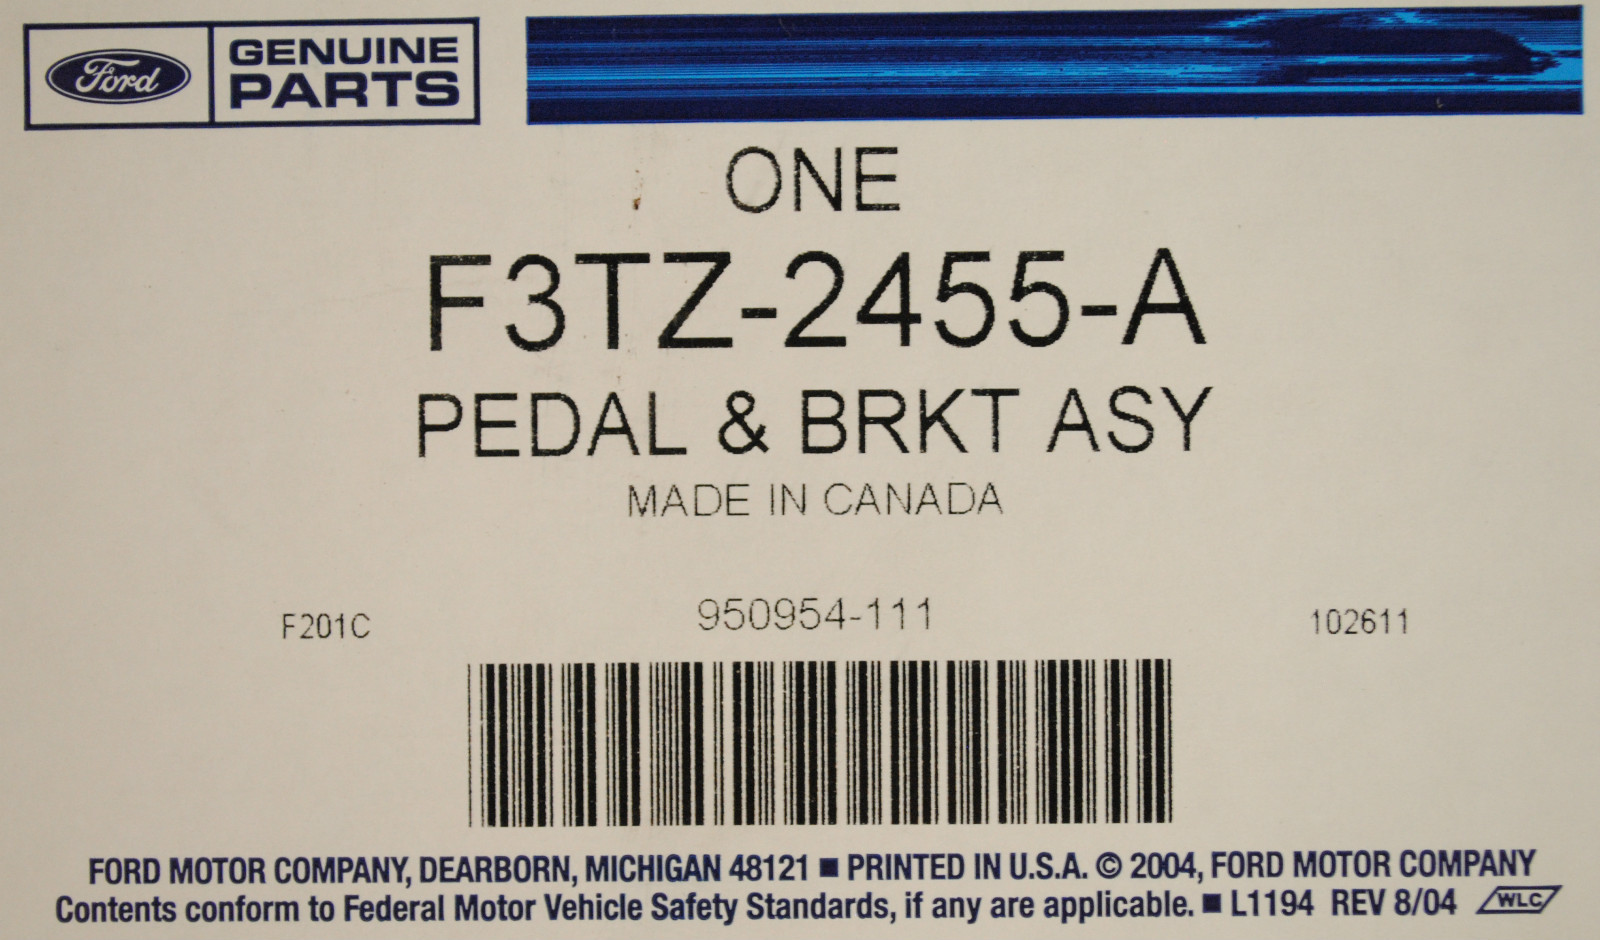 Ford GENUINE
PARTS
ONE
F3TZ-2455-A
PEDAL & BRKT ASY
MADE IN CANADA
F201C 950954-111 102611
FORD MOTOR COMPANY, DEARBORN, MICHIGAN 48121 ■ PRINTED IN U.S.A. © 2004, FORD MOTOR COMPANY
Contents conform to Federal Motor Vehicle Safety Standards, if any are applicable. ■ L1194 REV 8/04 WLC